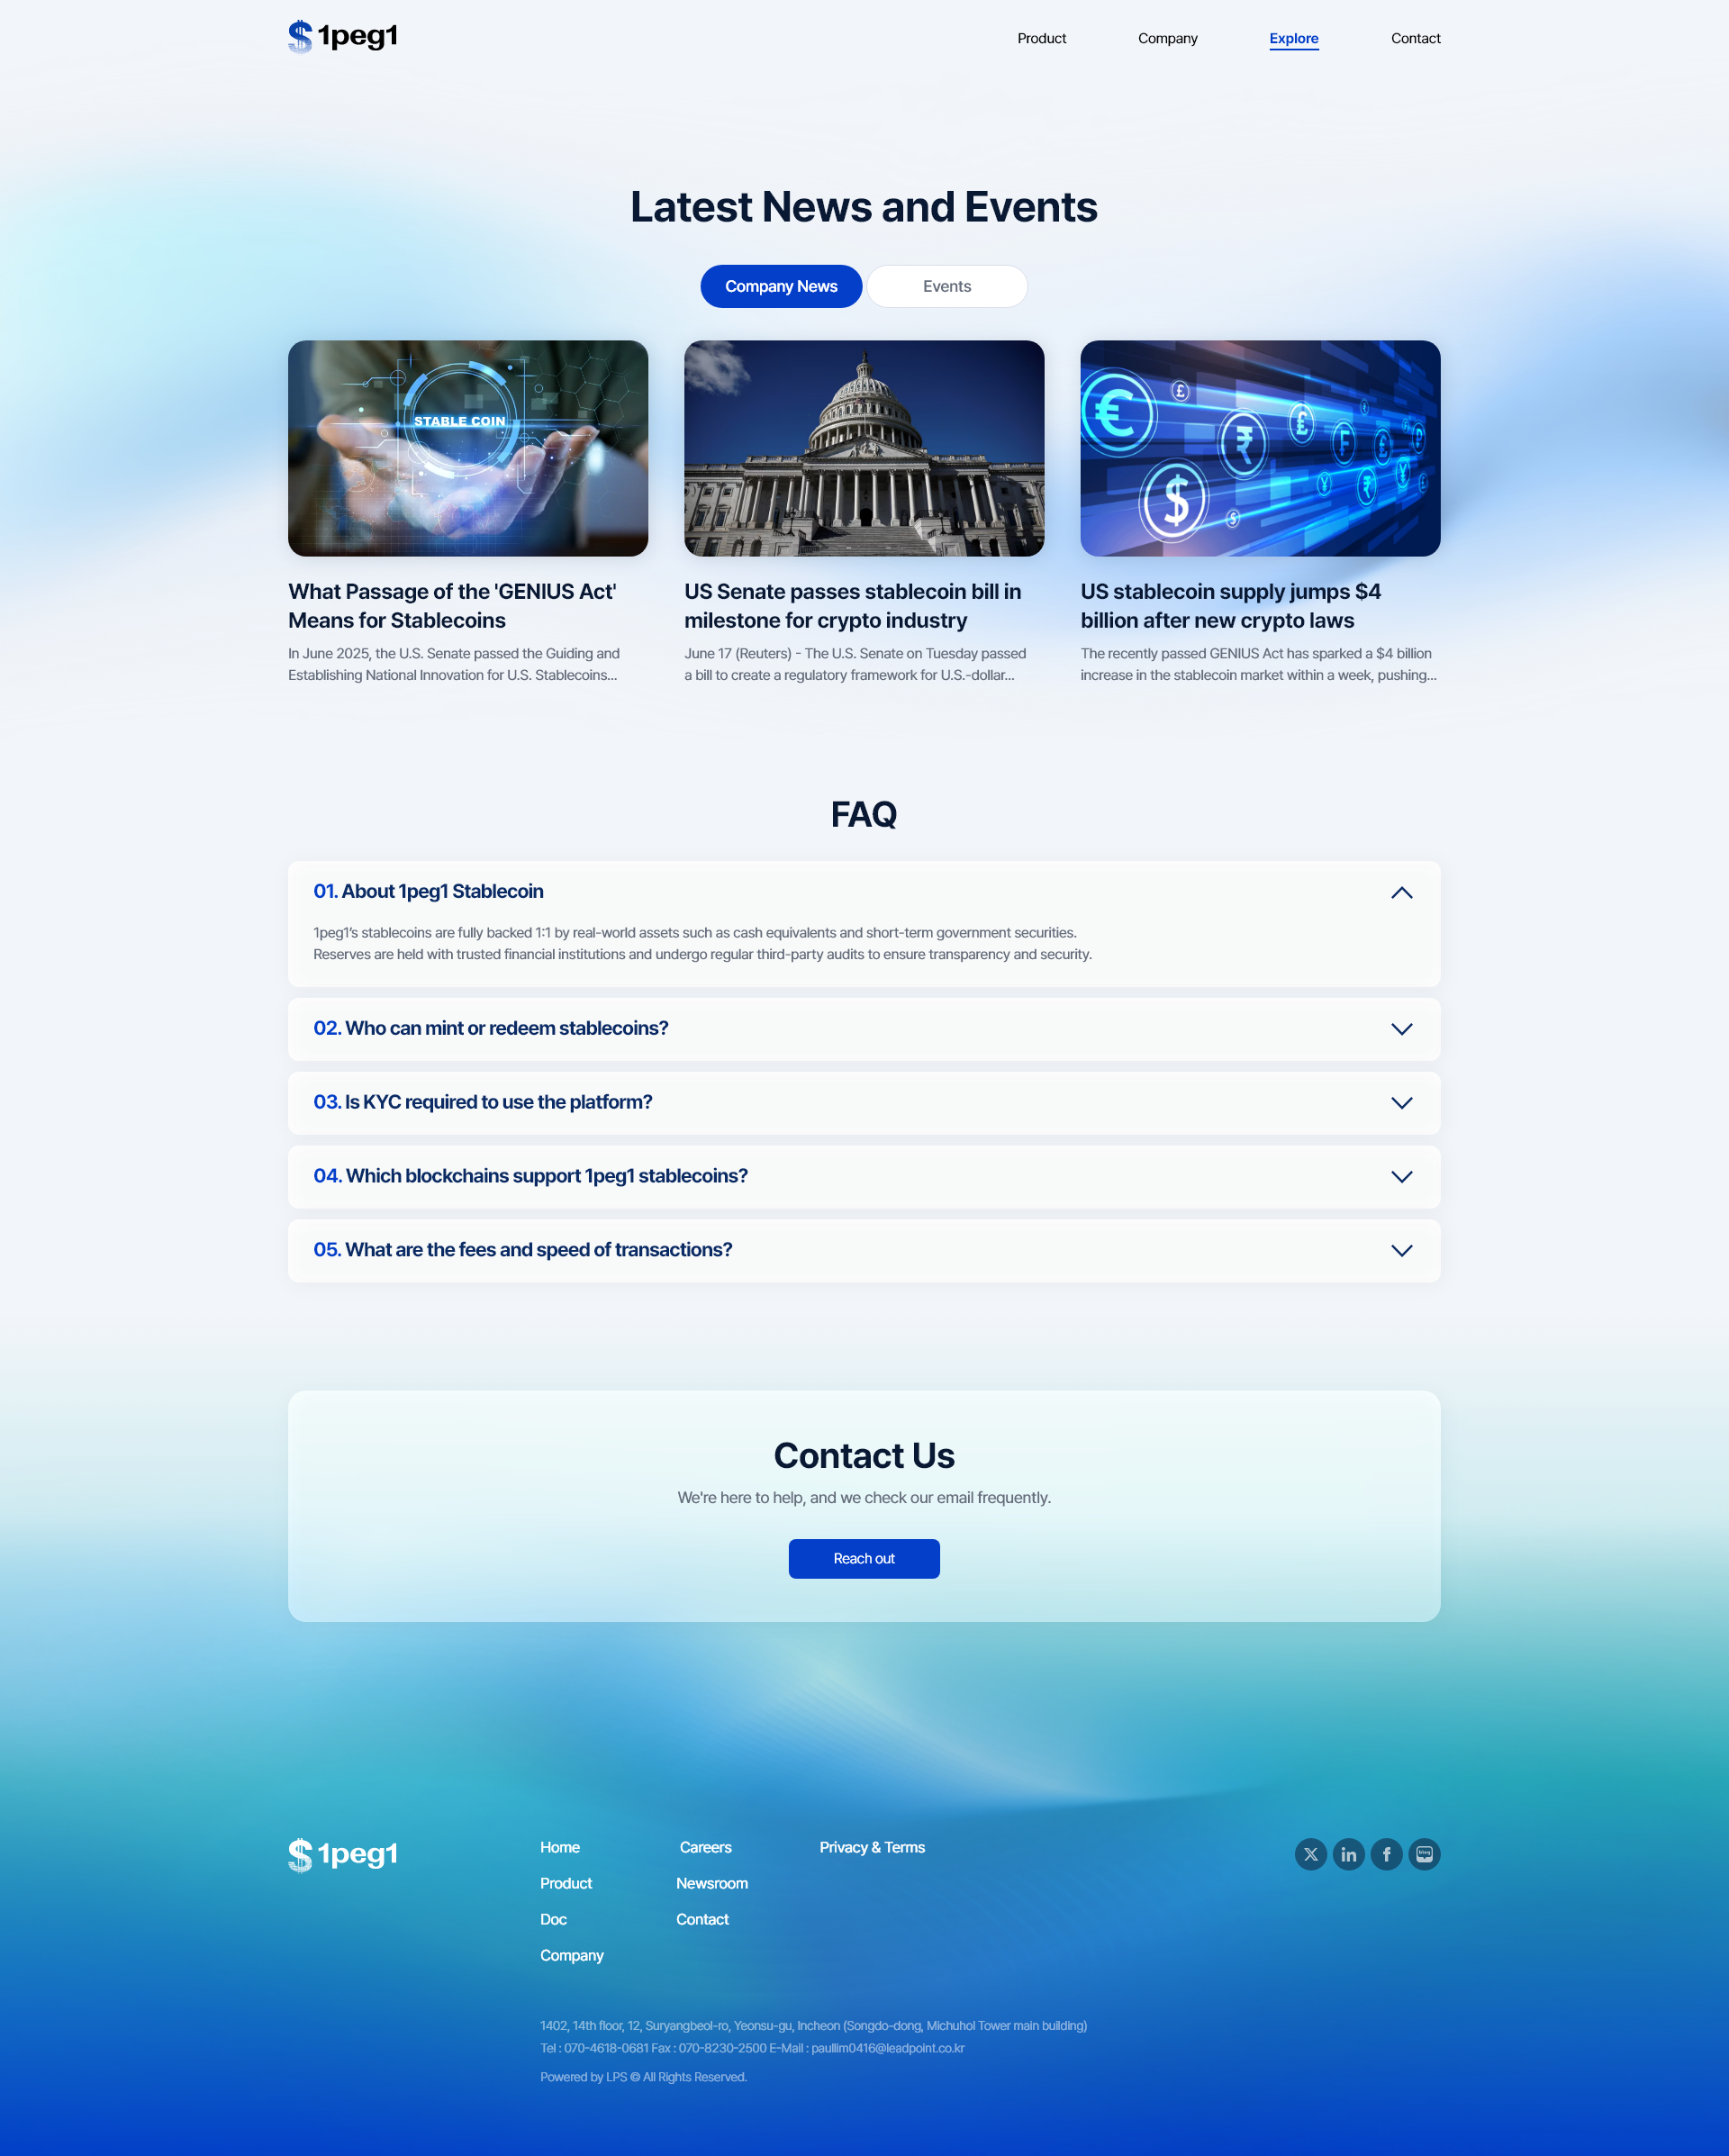 1peg1
Product Company Explore Contact
Latest News and Events
Company News Events
STABLE COIN
What Passage of the 'GENIUS Act'
Means for Stablecoins
In June 2025, the U.S. Senate passed the Guiding and
Establishing National Innovation for U.S. Stablecoins...
US Senate passes stablecoin bill in
milestone for crypto industry
June 17 (Reuters) - The U.S. Senate on Tuesday passed
a bill to create a regulatory framework for U.S.-dollar...
US stablecoin supply jumps $4
billion after new crypto laws
The recently passed GENIUS Act has sparked a $4 billion
increase in the stablecoin market within a week, pushing...
FAQ
01. About 1peg1 Stablecoin
1peg1's stablecoins are fully backed 1:1 by real-world assets such as cash equivalents and short-term government securities.
Reserves are held with trusted financial institutions and undergo regular third-party audits to ensure transparency and security.
02. Who can mint or redeem stablecoins?
03. Is KYC required to use the platform?
04. Which blockchains support 1peg1 stablecoins?
05. What are the fees and speed of transactions?
Contact Us
We're here to help, and we check our email frequently.
Reach out
1peg1
Home
Product
Doc
Company
Careers
Newsroom
Contact
Privacy & Terms
1402, 14th floor, 12, Suryangbeol-ro, Yeonsu-gu, Incheon (Songdo-dong, Michuhol Tower main building)
Tel : 070-4618-0681 Fax : 070-8230-2500 E-Mail : paullim0416@leadpoint.co.kr
Powered by LPS © All Rights Reserved.